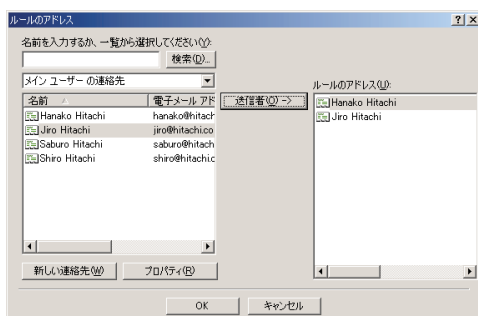 ルールのアドレス
名前を入力するか、一覧から選択してください(Y):
検索(D)...
メイン ユーザー の連絡先
ルールのアドレス(L):
名前
電子メール アド
送信者(O) ->
Hanako Hitachi
hanako@hitach
Jiro Hitachi
jiro@hitachi.co
Saburo Hitachi
saburo@hitach
Shiro Hitachi
shiro@hitachi.c
Hanako Hitachi
Jiro Hitachi
新しい連絡先(W)
プロパティ(R)
OK
キャンセル